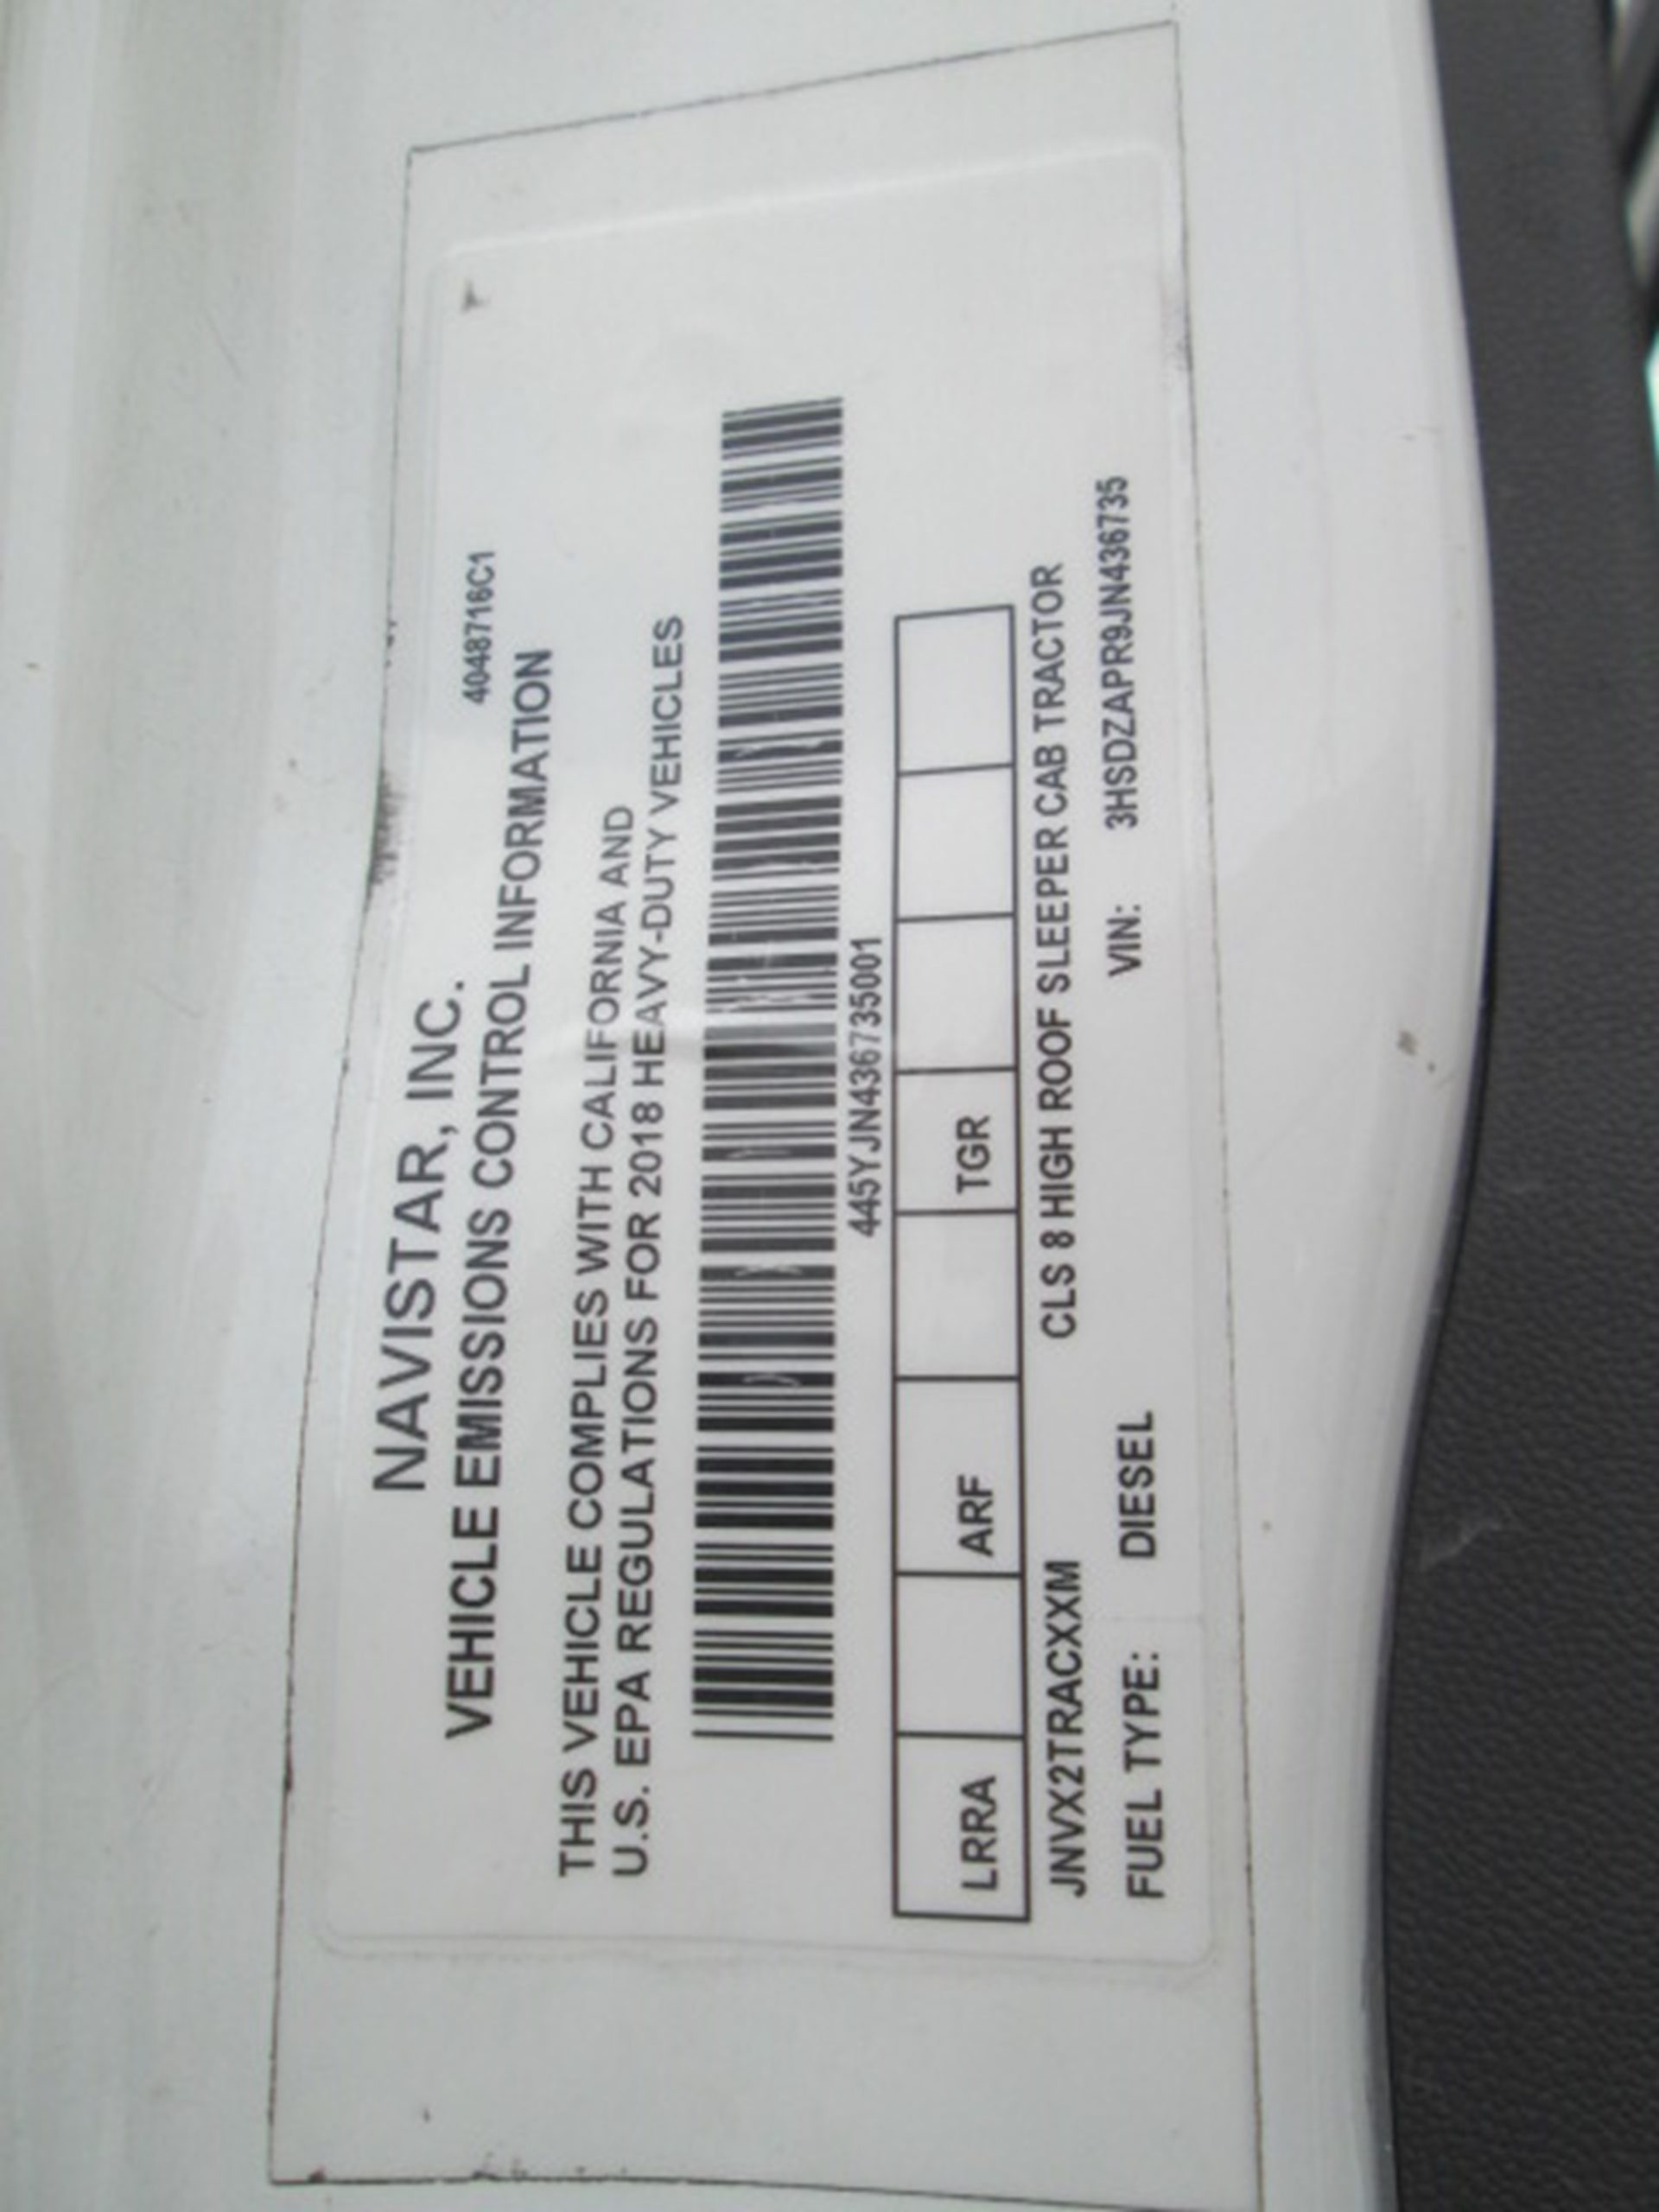 4048716C1
NAVISTAR, INC.
VEHICLE EMISSIONS CONTROL INFORMATION
THIS VEHICLE COMPLIES WITH CALIFORNIA AND
U.S. EPA REGULATIONS FOR 2018 HEAVY-DUTY VEHICLES
445YJN436735001
LRRA ARF TGR
JNVX2TRACXXM CLS 8 HIGH ROOF SLEEPER CAB TRACTOR
FUEL TYPE: DIESEL VIN: 3HSDZAPR9JN436735